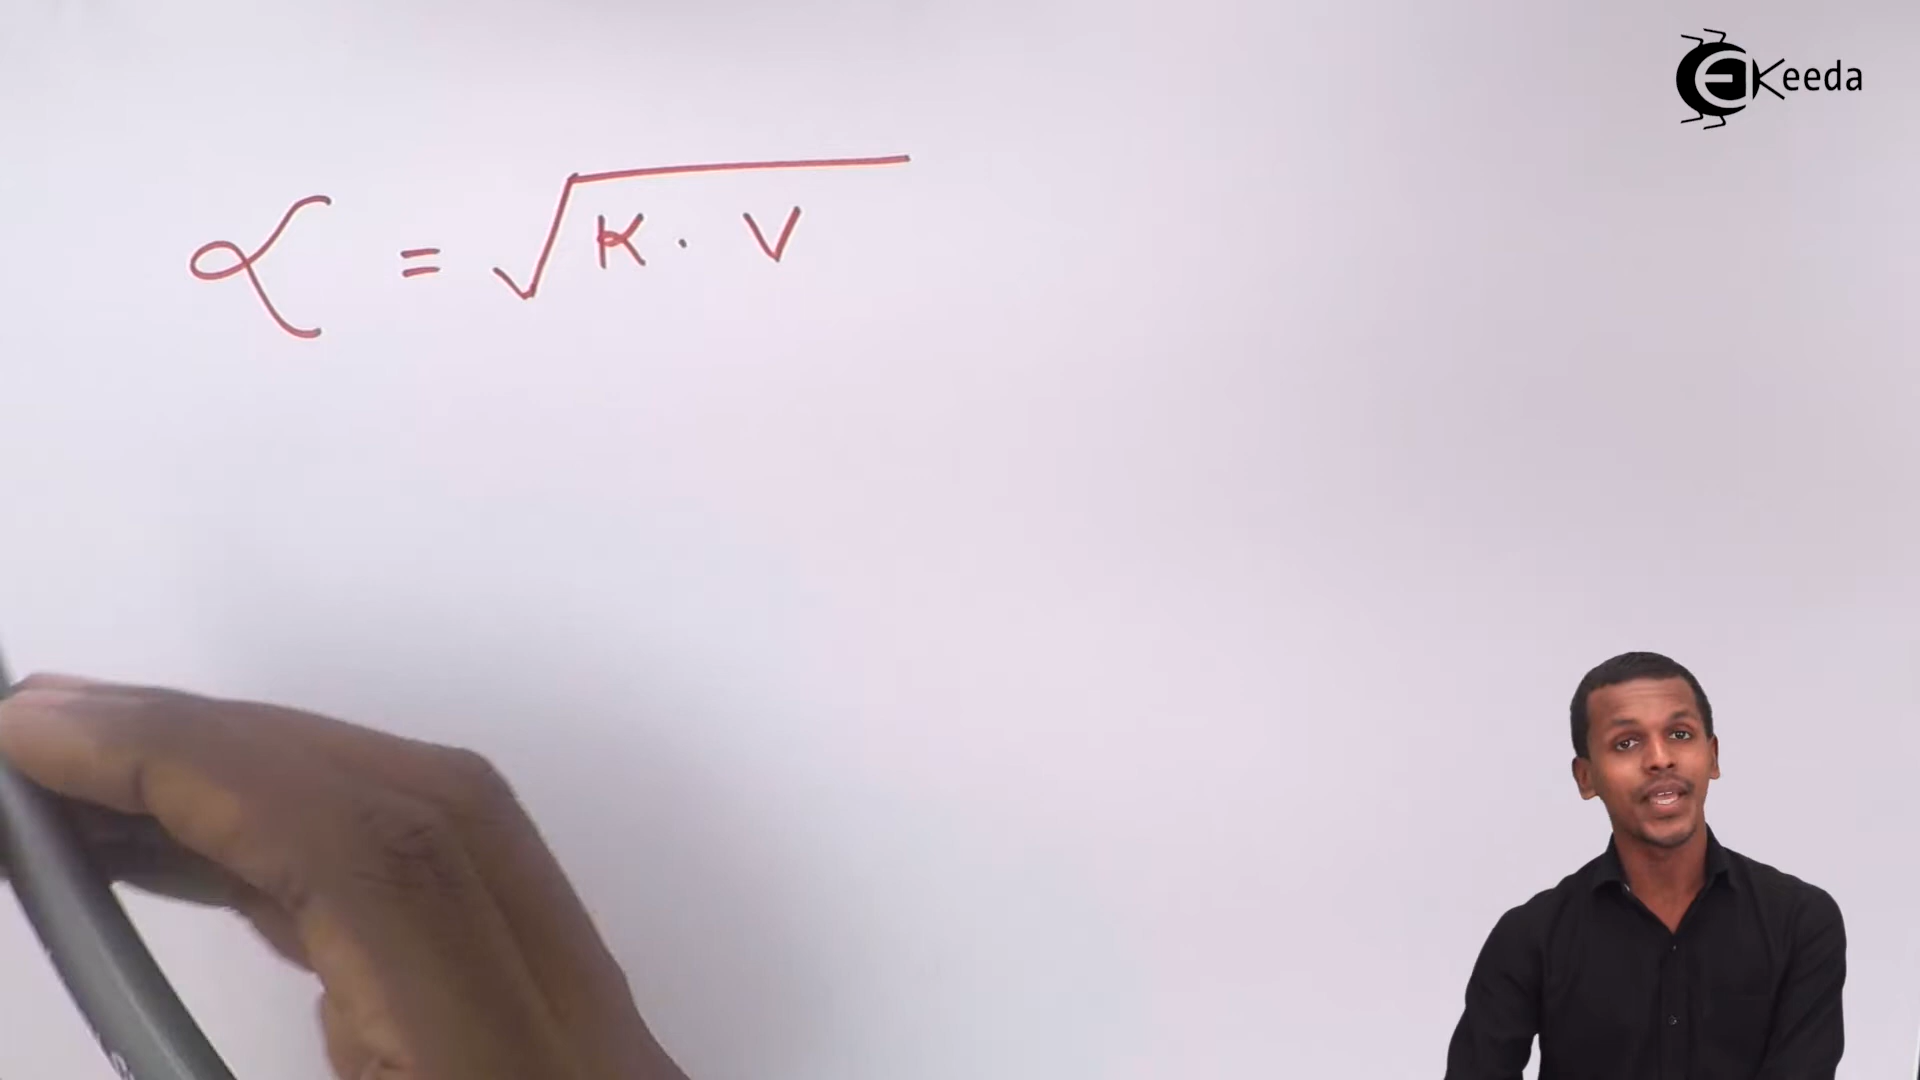 eKeeda
α = √K · V